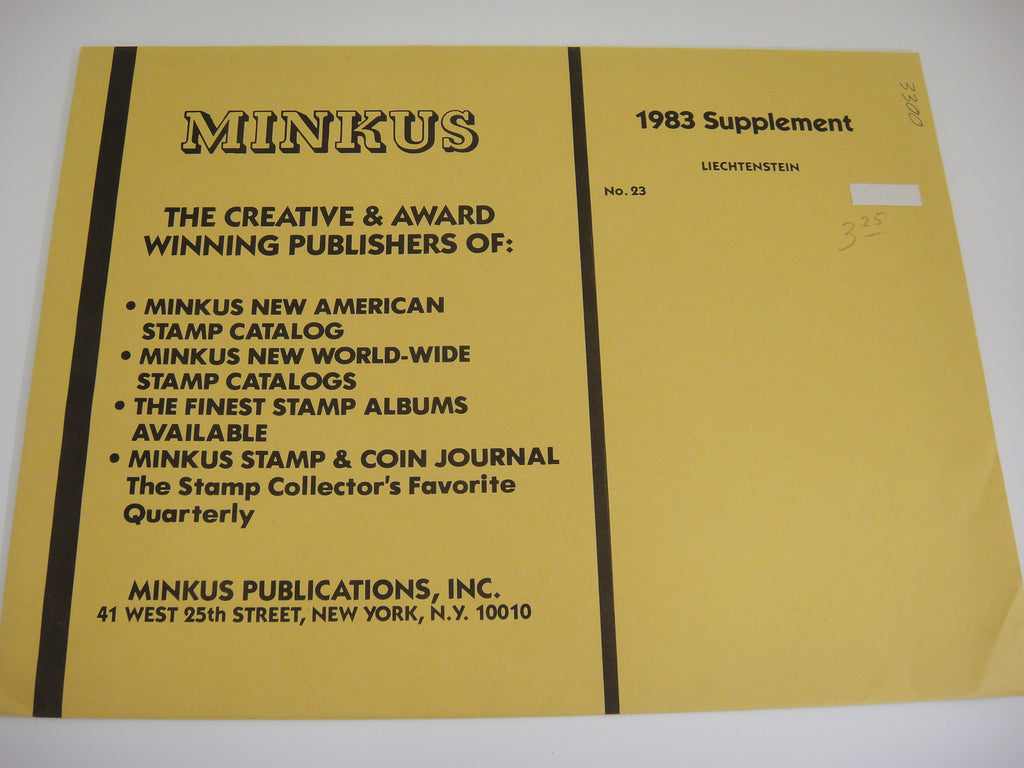 MINKUS
THE CREATIVE & AWARD
WINNING PUBLISHERS OF:
• MINKUS NEW AMERICAN
STAMP CATALOG
• MINKUS NEW WORLD-WIDE
STAMP CATALOGS
• THE FINEST STAMP ALBUMS
AVAILABLE
• MINKUS STAMP & COIN JOURNAL
The Stamp Collector's Favorite
Quarterly
MINKUS PUBLICATIONS, INC.
41 WEST 25th STREET, NEW YORK, N.Y. 10010
1983 Supplement
LIECHTENSTEIN
No. 23
3 25
3300